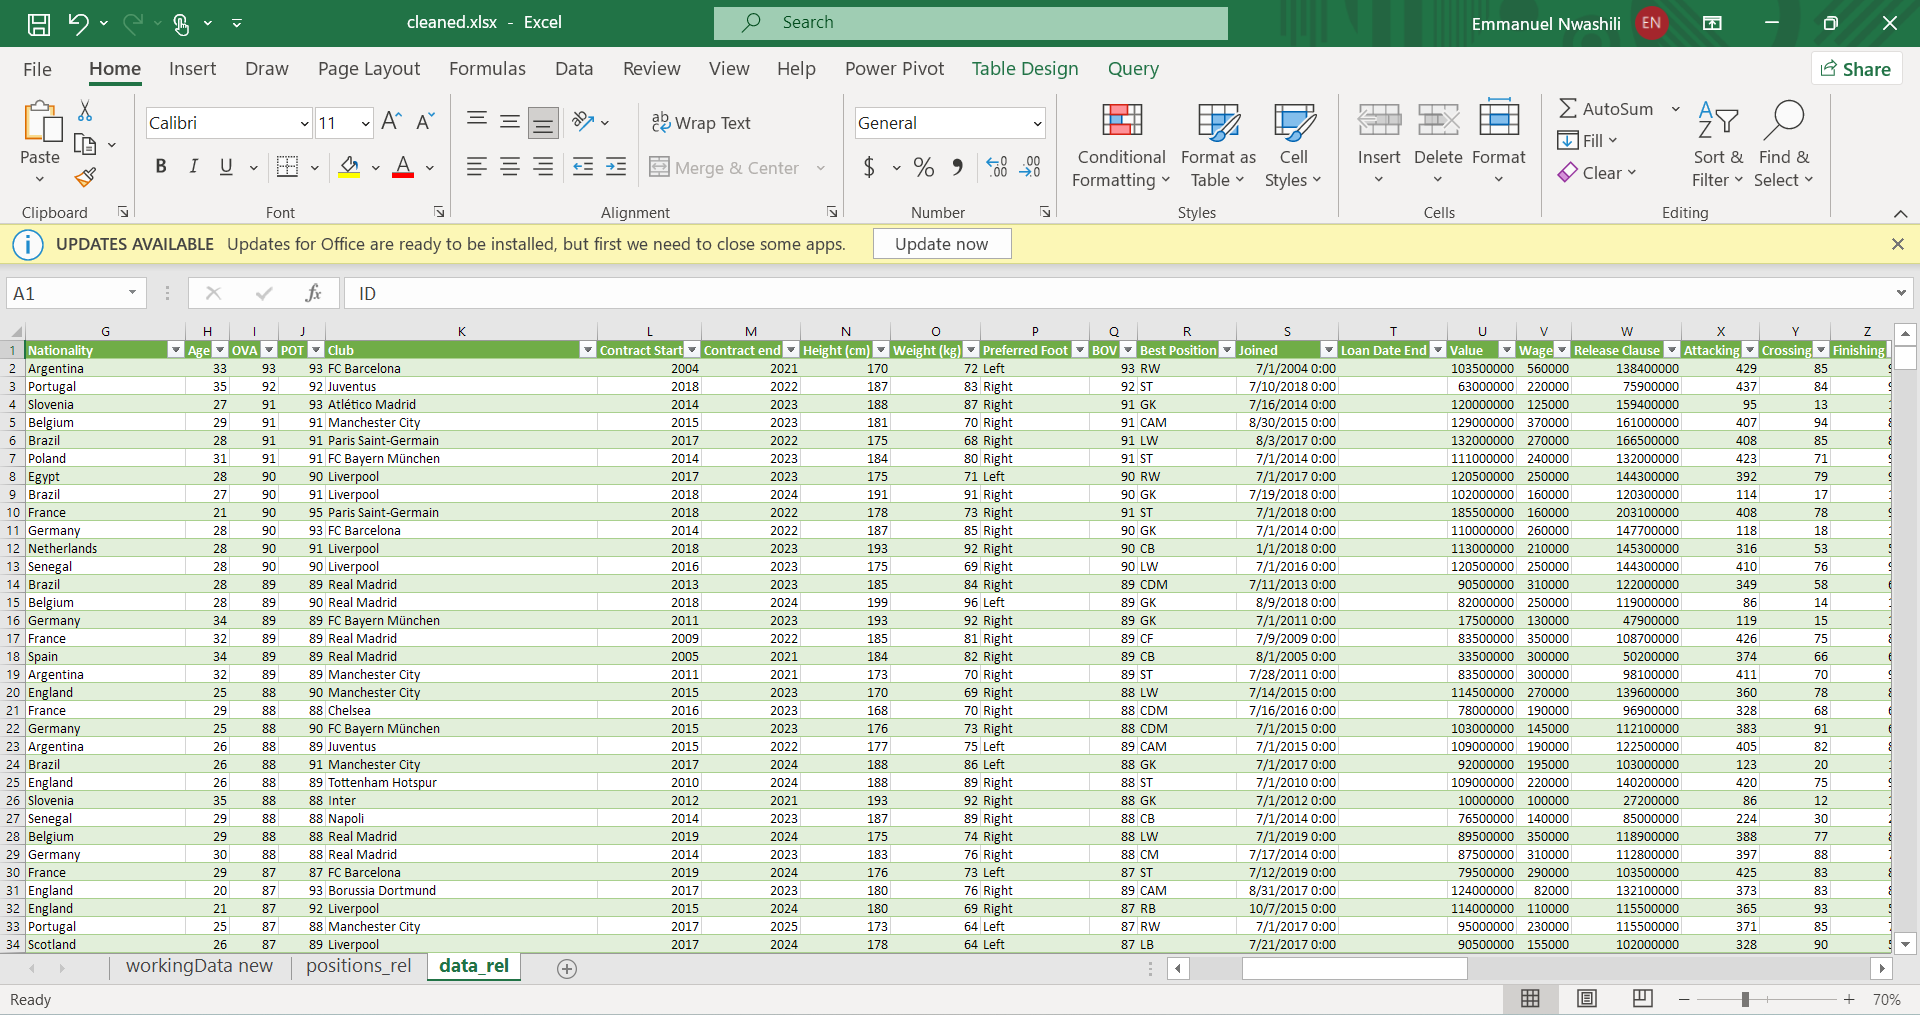 cleaned.xlsx - Excel
Search
Emmanuel Nwashili EN
File Home Insert Draw Page Layout Formulas Data Review View Help Power Pivot Table Design Query Share
Paste
Calibri 11
B I U A
Wrap Text
Merge & Center
General
$ % ,
Conditional Formatting
Format as Table
Cell Styles
Insert Delete Format
AutoSum
Fill
Clear
Sort & Filter
Find & Select
Clipboard Font Alignment Number Styles Cells Editing
UPDATES AVAILABLE Updates for Office are ready to be installed, but first we need to close some apps. Update now
A1 fx ID
G H I J K L M N O P Q R S T U V W X Y Z
1 Nationality Age OVA POT Club Contract Start Contract end Height (cm) Weight (kg) Preferred Foot BOV Best Position Joined Loan Date End Value Wage Release Clause Attacking Crossing Finishing
2 Argentina 33 93 93 FC Barcelona 2004 2021 170 72 Left 93 RW 7/1/2004 0:00 103500000 560000 138400000 429 85
3 Portugal 35 92 92 Juventus 2018 2022 187 83 Right 92 ST 7/10/2018 0:00 63000000 220000 75900000 437 84
4 Slovenia 27 91 93 Atlético Madrid 2014 2023 188 87 Right 91 GK 7/16/2014 0:00 120000000 125000 159400000 95 13
5 Belgium 29 91 91 Manchester City 2015 2023 181 70 Right 91 CAM 8/30/2015 0:00 129000000 370000 161000000 407 94
6 Brazil 28 91 91 Paris Saint-Germain 2017 2022 175 68 Right 91 LW 8/3/2017 0:00 132000000 270000 166500000 408 85
7 Poland 31 91 91 FC Bayern München 2014 2023 184 80 Right 91 ST 7/1/2014 0:00 111000000 240000 132000000 423 71
8 Egypt 28 90 90 Liverpool 2017 2023 175 71 Left 90 RW 7/1/2017 0:00 120500000 250000 144300000 392 79
9 Brazil 27 90 91 Liverpool 2018 2024 191 91 Right 90 GK 7/19/2018 0:00 102000000 160000 120300000 114 17
10 France 21 90 95 Paris Saint-Germain 2018 2022 178 73 Right 91 ST 7/1/2018 0:00 185500000 160000 203100000 408 78
11 Germany 28 90 93 FC Barcelona 2014 2022 187 85 Right 90 GK 7/1/2014 0:00 110000000 260000 147700000 118 18
12 Netherlands 28 90 91 Liverpool 2018 2023 193 92 Right 90 CB 1/1/2018 0:00 113000000 210000 145300000 316 53
13 Senegal 28 90 90 Liverpool 2016 2023 175 69 Right 90 LW 7/1/2016 0:00 120500000 250000 144300000 410 76
14 Brazil 28 89 89 Real Madrid 2013 2023 185 84 Right 89 CDM 7/11/2013 0:00 90500000 310000 122000000 349 58
15 Belgium 28 89 90 Real Madrid 2018 2024 199 96 Left 89 GK 8/9/2018 0:00 82000000 250000 119000000 86 14
16 Germany 34 89 89 FC Bayern München 2011 2023 193 92 Right 89 GK 7/1/2011 0:00 17500000 130000 47900000 119 15
17 France 32 89 89 Real Madrid 2009 2022 185 81 Right 89 CF 7/9/2009 0:00 83500000 350000 108700000 426 75
18 Spain 34 89 89 Real Madrid 2005 2021 184 82 Right 89 CB 8/1/2005 0:00 33500000 300000 50200000 374 66
19 Argentina 32 89 89 Manchester City 2011 2021 173 70 Right 89 ST 7/28/2011 0:00 83500000 300000 98100000 411 70
20 England 25 88 90 Manchester City 2015 2023 170 69 Right 88 LW 7/14/2015 0:00 114500000 270000 139600000 360 78
21 France 29 88 88 Chelsea 2016 2023 168 70 Right 88 CDM 7/16/2016 0:00 78000000 190000 96900000 328 68
22 Germany 25 88 90 FC Bayern München 2015 2023 176 73 Right 88 CDM 7/1/2015 0:00 103000000 145000 112100000 383 91
23 Argentina 26 88 89 Juventus 2015 2022 177 75 Left 89 CAM 7/1/2015 0:00 109000000 190000 122500000 405 82
24 Brazil 26 88 91 Manchester City 2017 2024 188 86 Left 88 GK 7/1/2017 0:00 92000000 195000 103000000 123 20
25 England 26 88 89 Tottenham Hotspur 2010 2024 188 89 Right 88 ST 7/1/2010 0:00 109000000 220000 140200000 420 75
26 Slovenia 35 88 88 Inter 2012 2021 193 92 Right 88 GK 7/1/2012 0:00 10000000 100000 27200000 86 12
27 Senegal 29 88 88 Napoli 2014 2023 187 89 Right 88 CB 7/1/2014 0:00 76500000 140000 85000000 224 30
28 Belgium 29 88 88 Real Madrid 2019 2024 175 74 Right 88 LW 7/1/2019 0:00 89500000 350000 118900000 388 77
29 Germany 30 88 88 Real Madrid 2014 2023 183 76 Right 88 CM 7/17/2014 0:00 87500000 310000 112800000 397 88
30 France 29 87 87 FC Barcelona 2019 2024 176 73 Left 87 ST 7/12/2019 0:00 79500000 290000 103500000 425 83
31 England 20 87 93 Borussia Dortmund 2017 2023 180 76 Right 89 CAM 8/31/2017 0:00 124000000 82000 132100000 373 83
32 England 21 87 92 Liverpool 2015 2024 180 69 Right 87 RB 10/7/2015 0:00 114000000 110000 115500000 365 93
33 Portugal 25 87 88 Manchester City 2017 2025 173 64 Left 87 RW 7/1/2017 0:00 95000000 230000 115500000 371 85
34 Scotland 26 87 89 Liverpool 2017 2024 178 64 Left 87 LB 7/21/2017 0:00 90500000 155000 102000000 328 90
workingData new positions_rel data_rel
Ready 70%